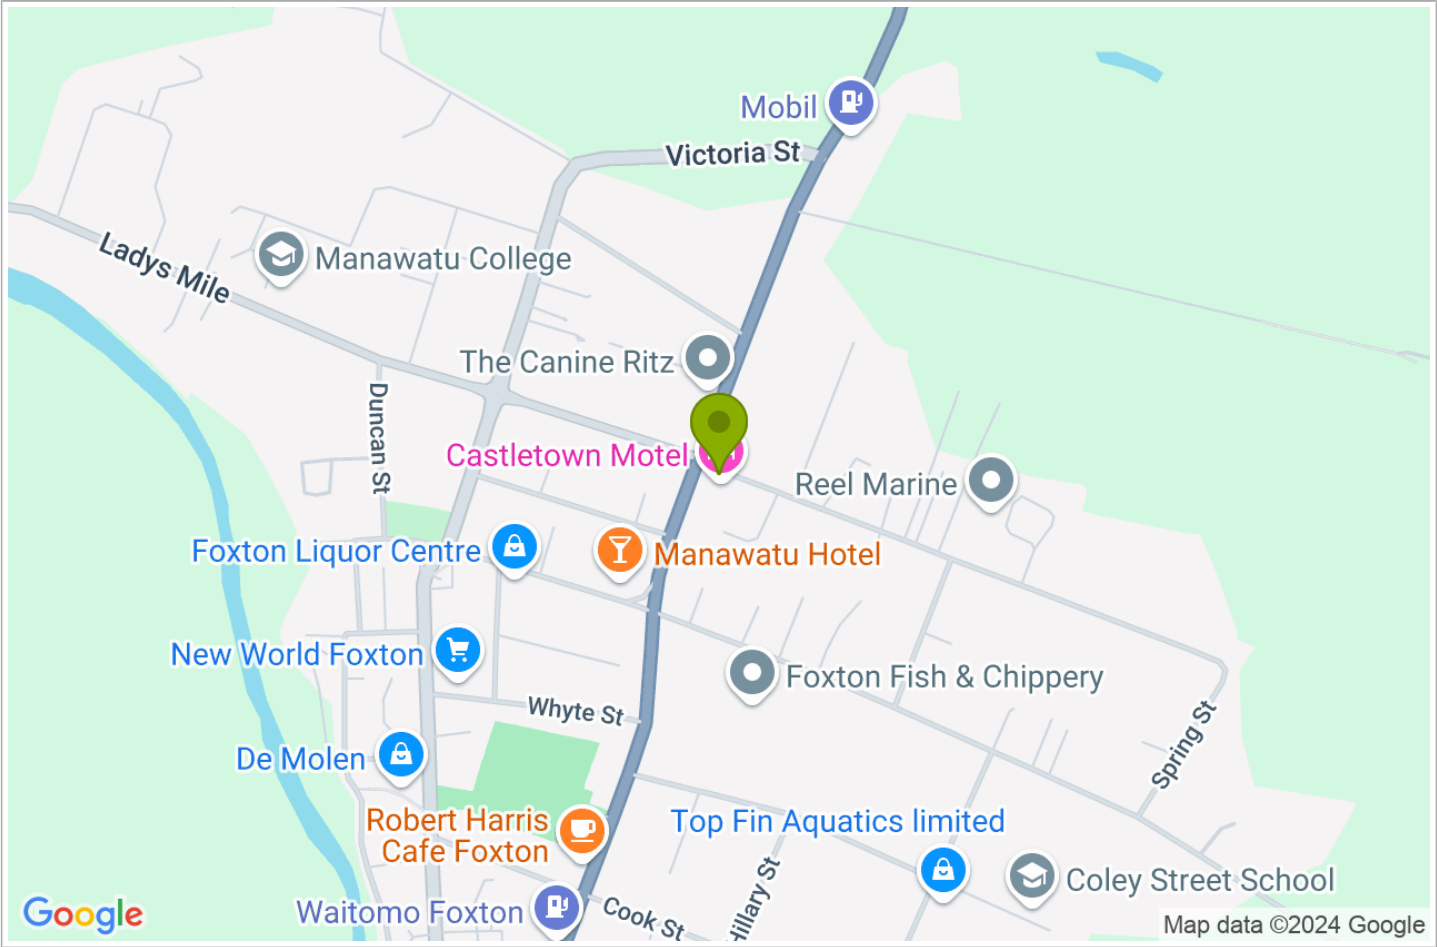 Mobil
Victoria St
Ladys Mile
Manawatu College
The Canine Ritz
Duncan St
Castletown Motel
Reel Marine
Foxton Liquor Centre
Manawatu Hotel
New World Foxton
Foxton Fish & Chippery
Whyte St
Spring St
De Molen
Robert Harris
Cafe Foxton
Top Fin Aquatics limited
Hillary St
Coley Street School
Waitomo Foxton
Cook St
Google
Map data ©2024 Google